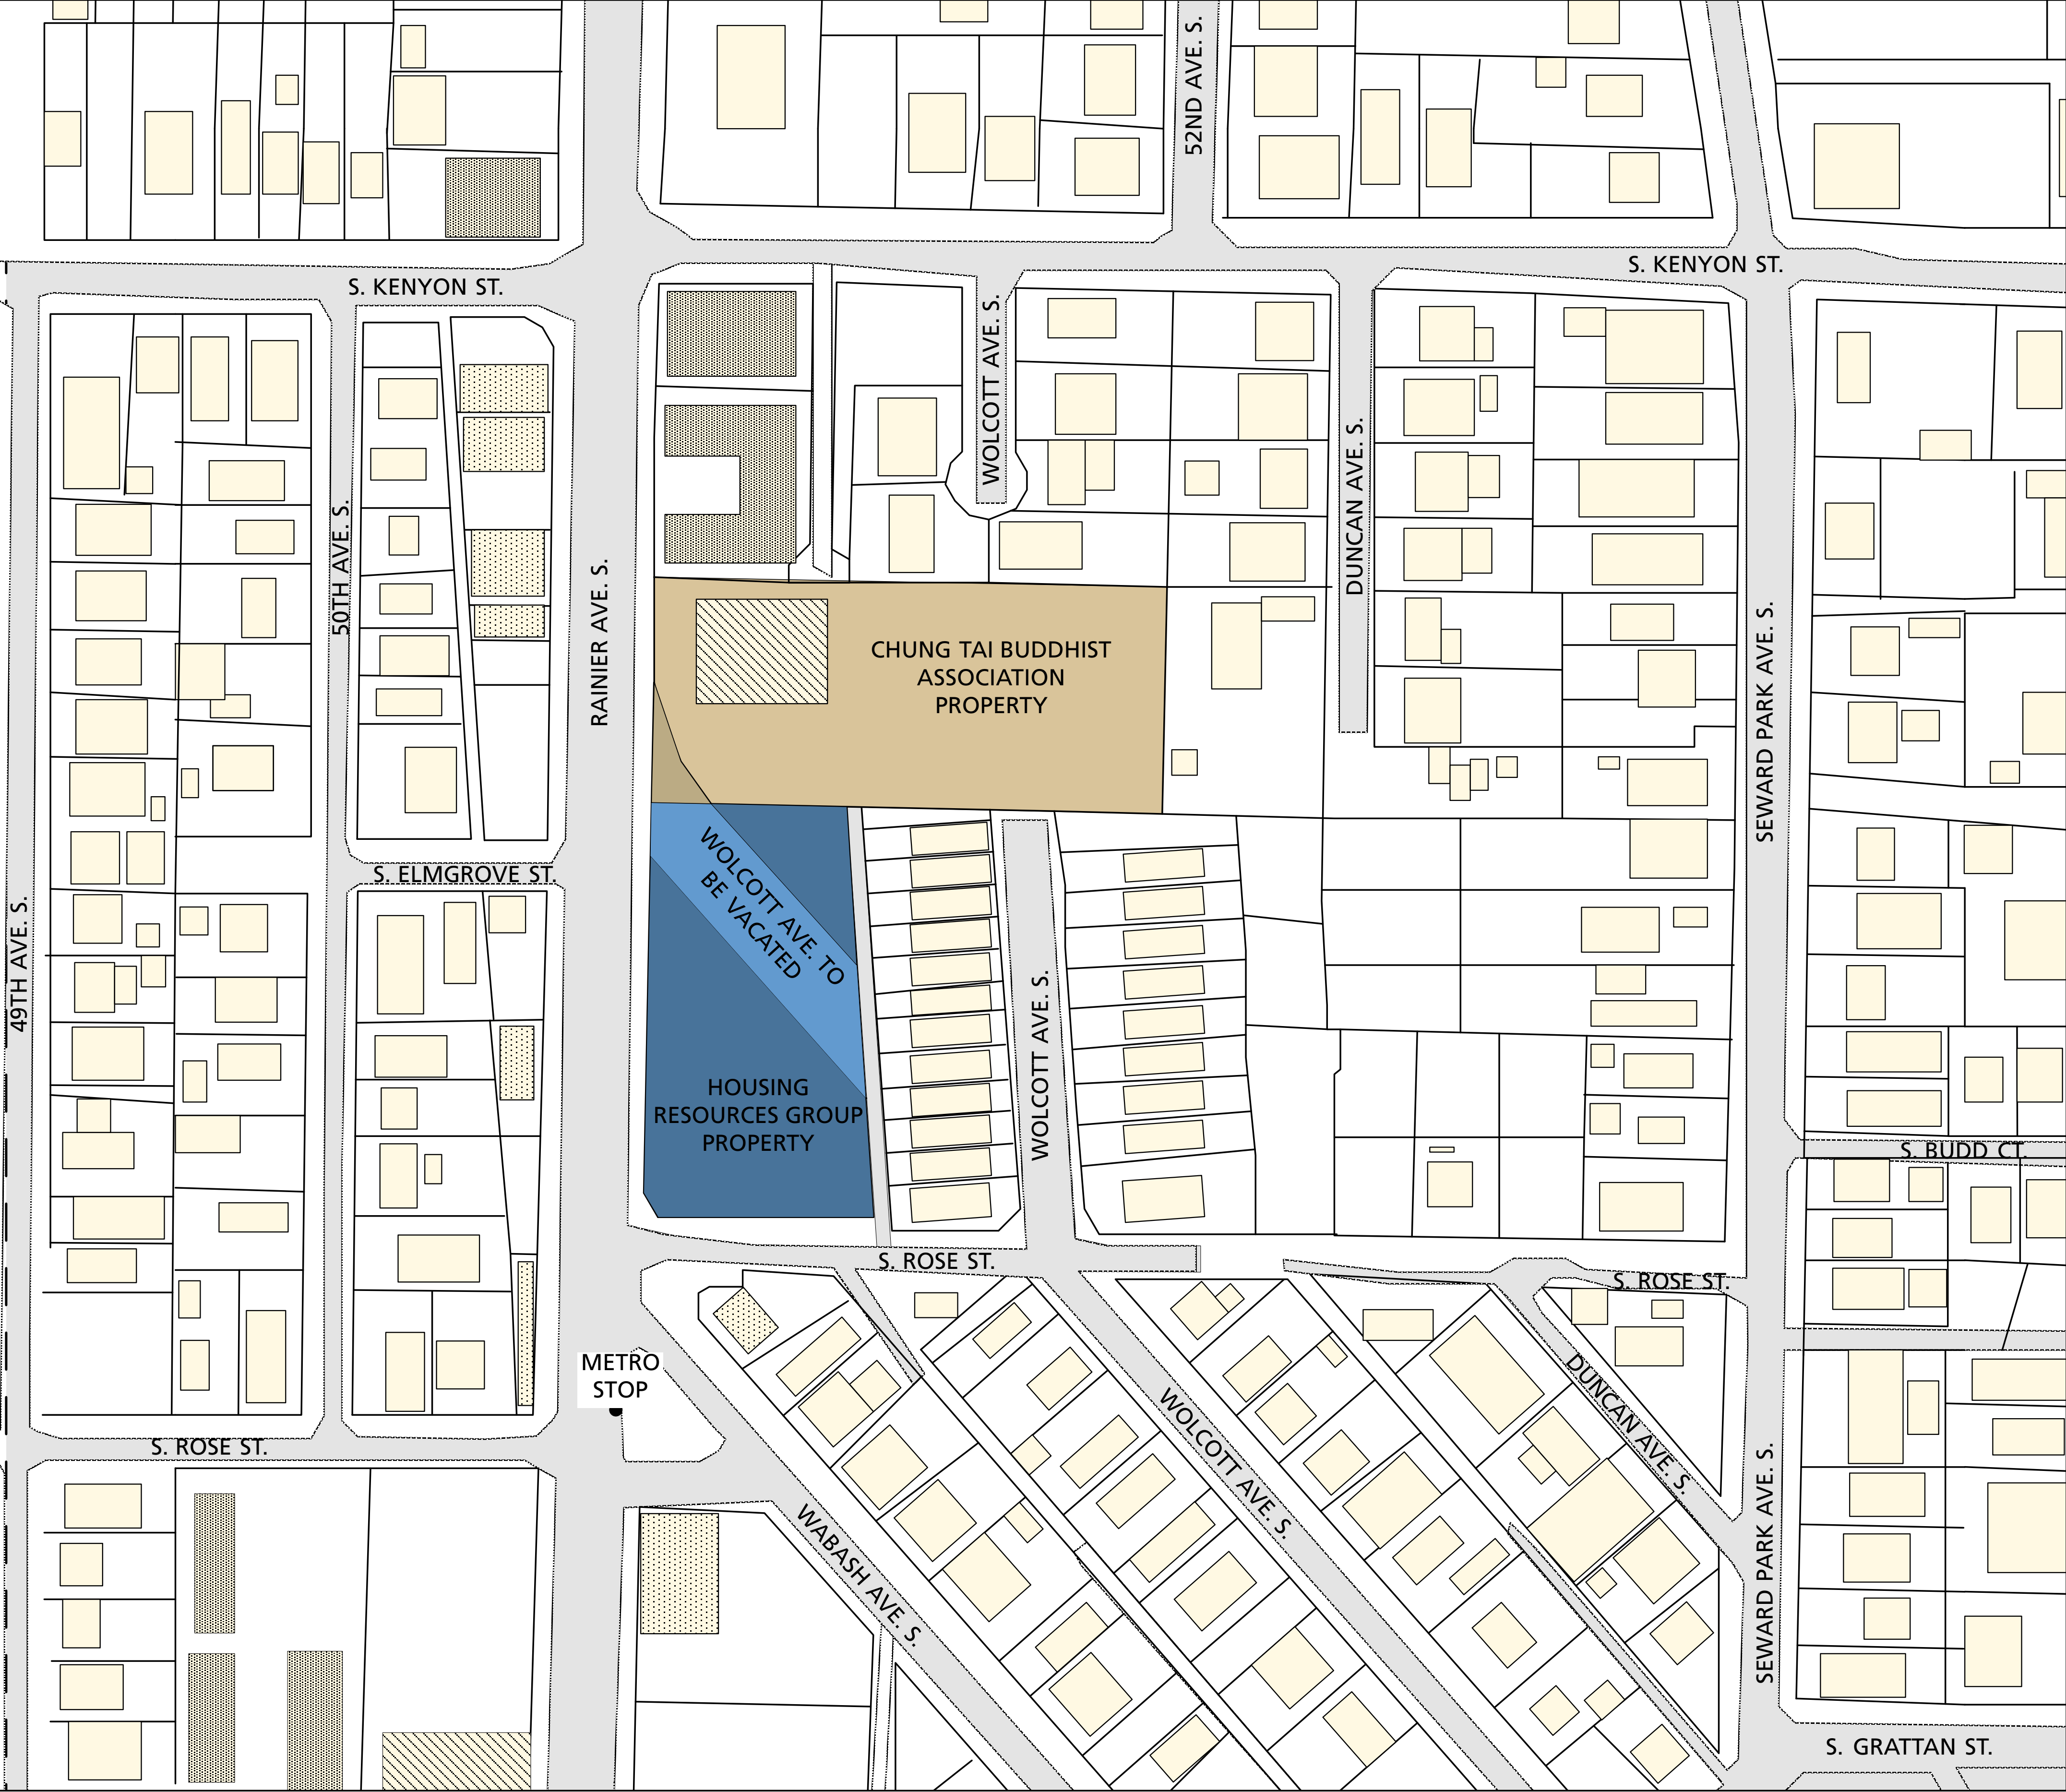 52ND AVE. S.
S. KENYON ST.
S. KENYON ST.
WOLCOTT AVE. S.
DUNCAN AVE. S.
50TH AVE. S.
RAINIER AVE. S.
CHUNG TAI BUDDHIST
ASSOCIATION
PROPERTY
SEWARD PARK AVE. S.
S. ELMGROVE ST.
WOLCOTT AVE. TO
BE VACATED
49TH AVE. S.
WOLCOTT AVE. S.
HOUSING
RESOURCES GROUP
PROPERTY
S. BUDD CT.
S. ROSE ST.
S. ROSE ST.
METRO
STOP
DUNCAN AVE. S.
WOLCOTT AVE. S.
S. ROSE ST.
WABASH AVE. S.
SEWARD PARK AVE. S.
S. GRATTAN ST.